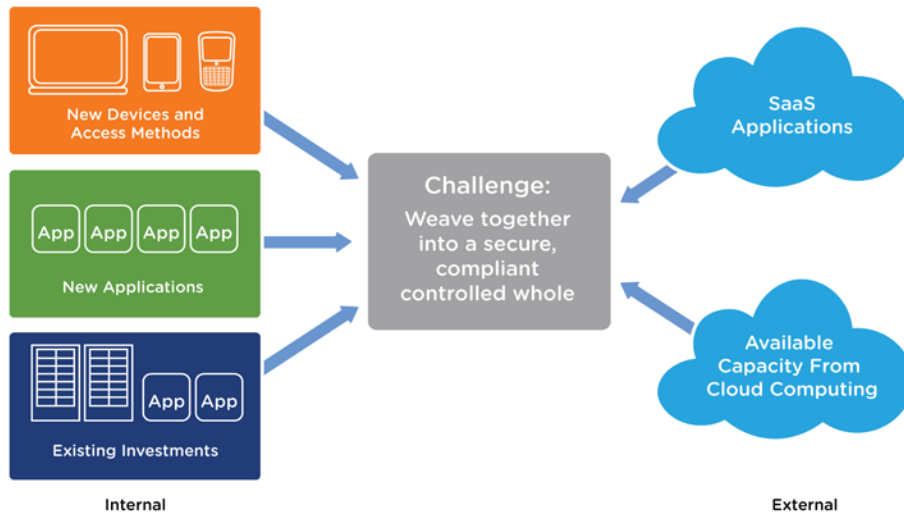 New Devices and
Access Methods
App App App App
New Applications
App App
Existing Investments
Internal
Challenge:
Weave together
into a secure,
compliant
controlled whole
SaaS
Applications
Available
Capacity From
Cloud Computing
External